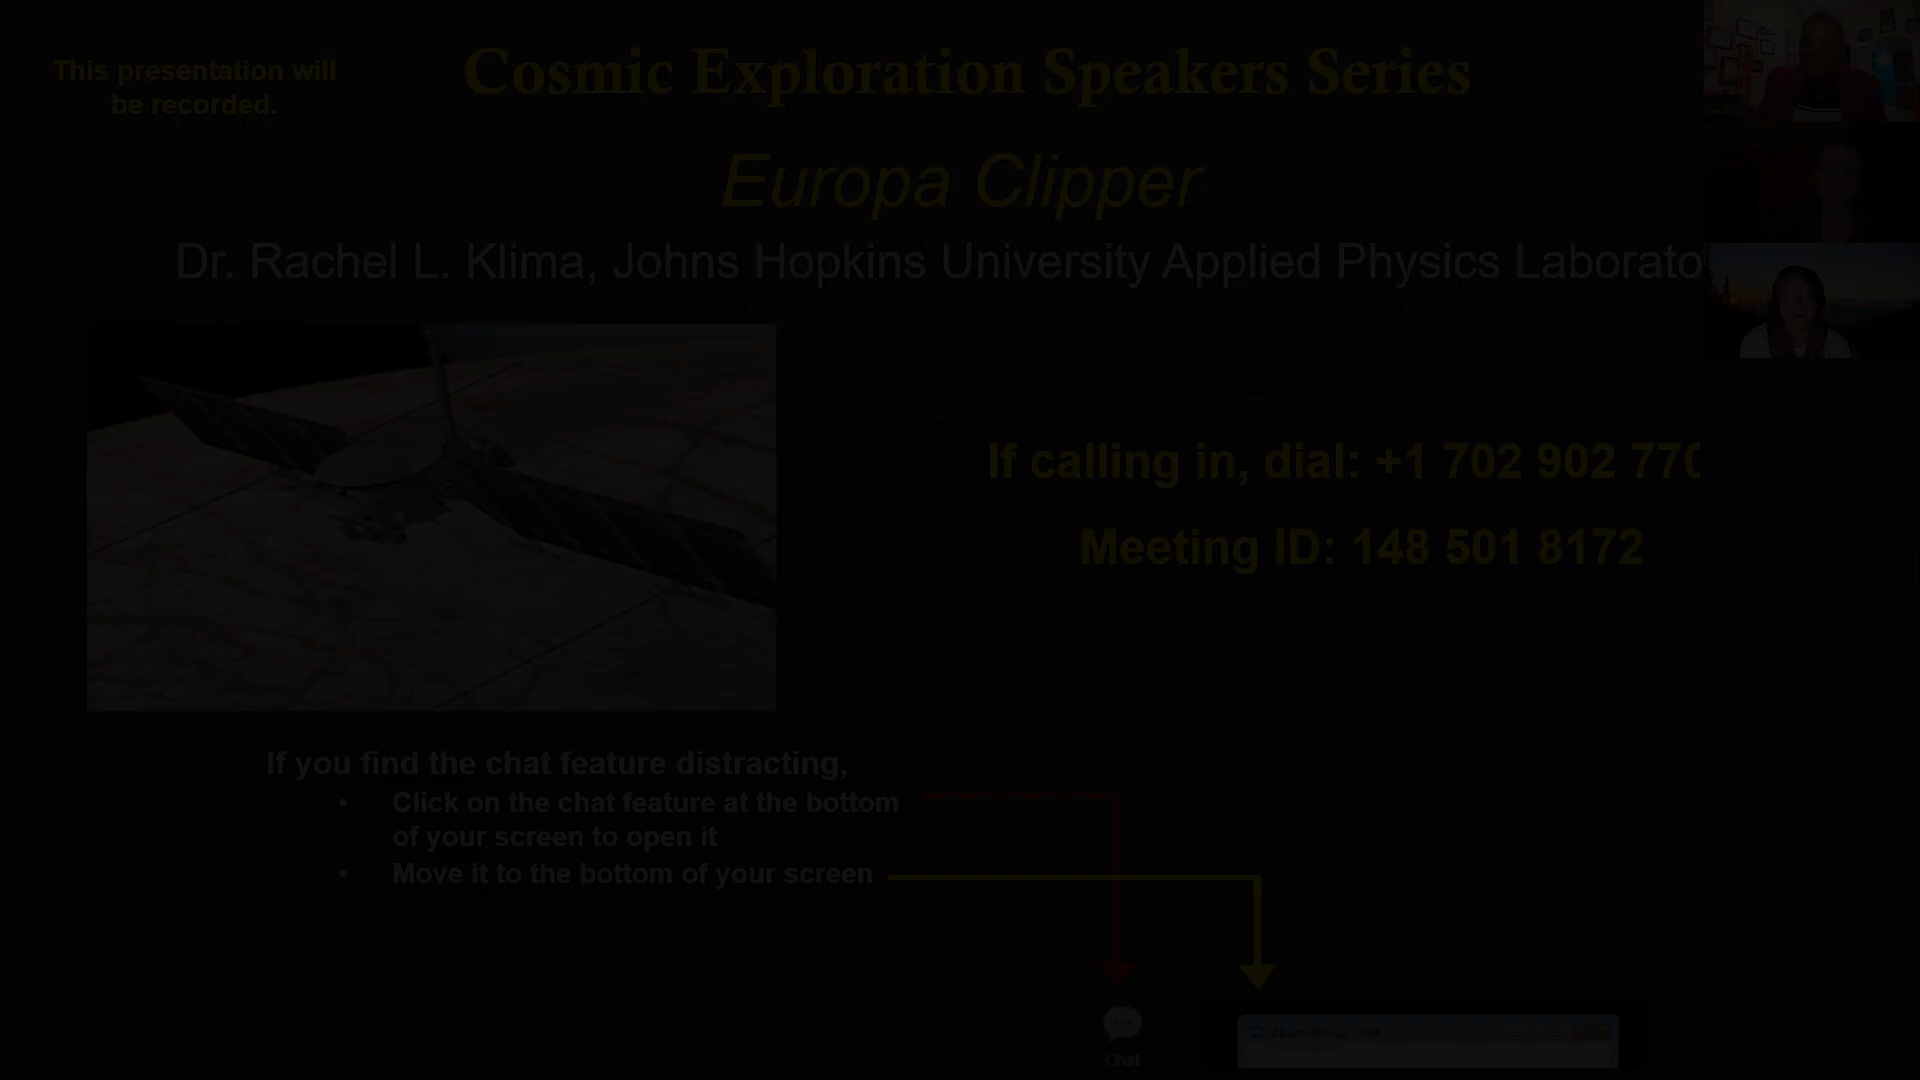 This presentation will
be recorded.
Cosmic Exploration Speakers Series
Europa Clipper
Dr. Rachel L. Klima, Johns Hopkins University Applied Physics Laborato
If calling in, dial: +1 702 902 770
Meeting ID: 148 501 8172
If you find the chat feature distracting,
• Click on the chat feature at the bottom
of your screen to open it
• Move it to the bottom of your screen
Chat
Zoom Group Chat